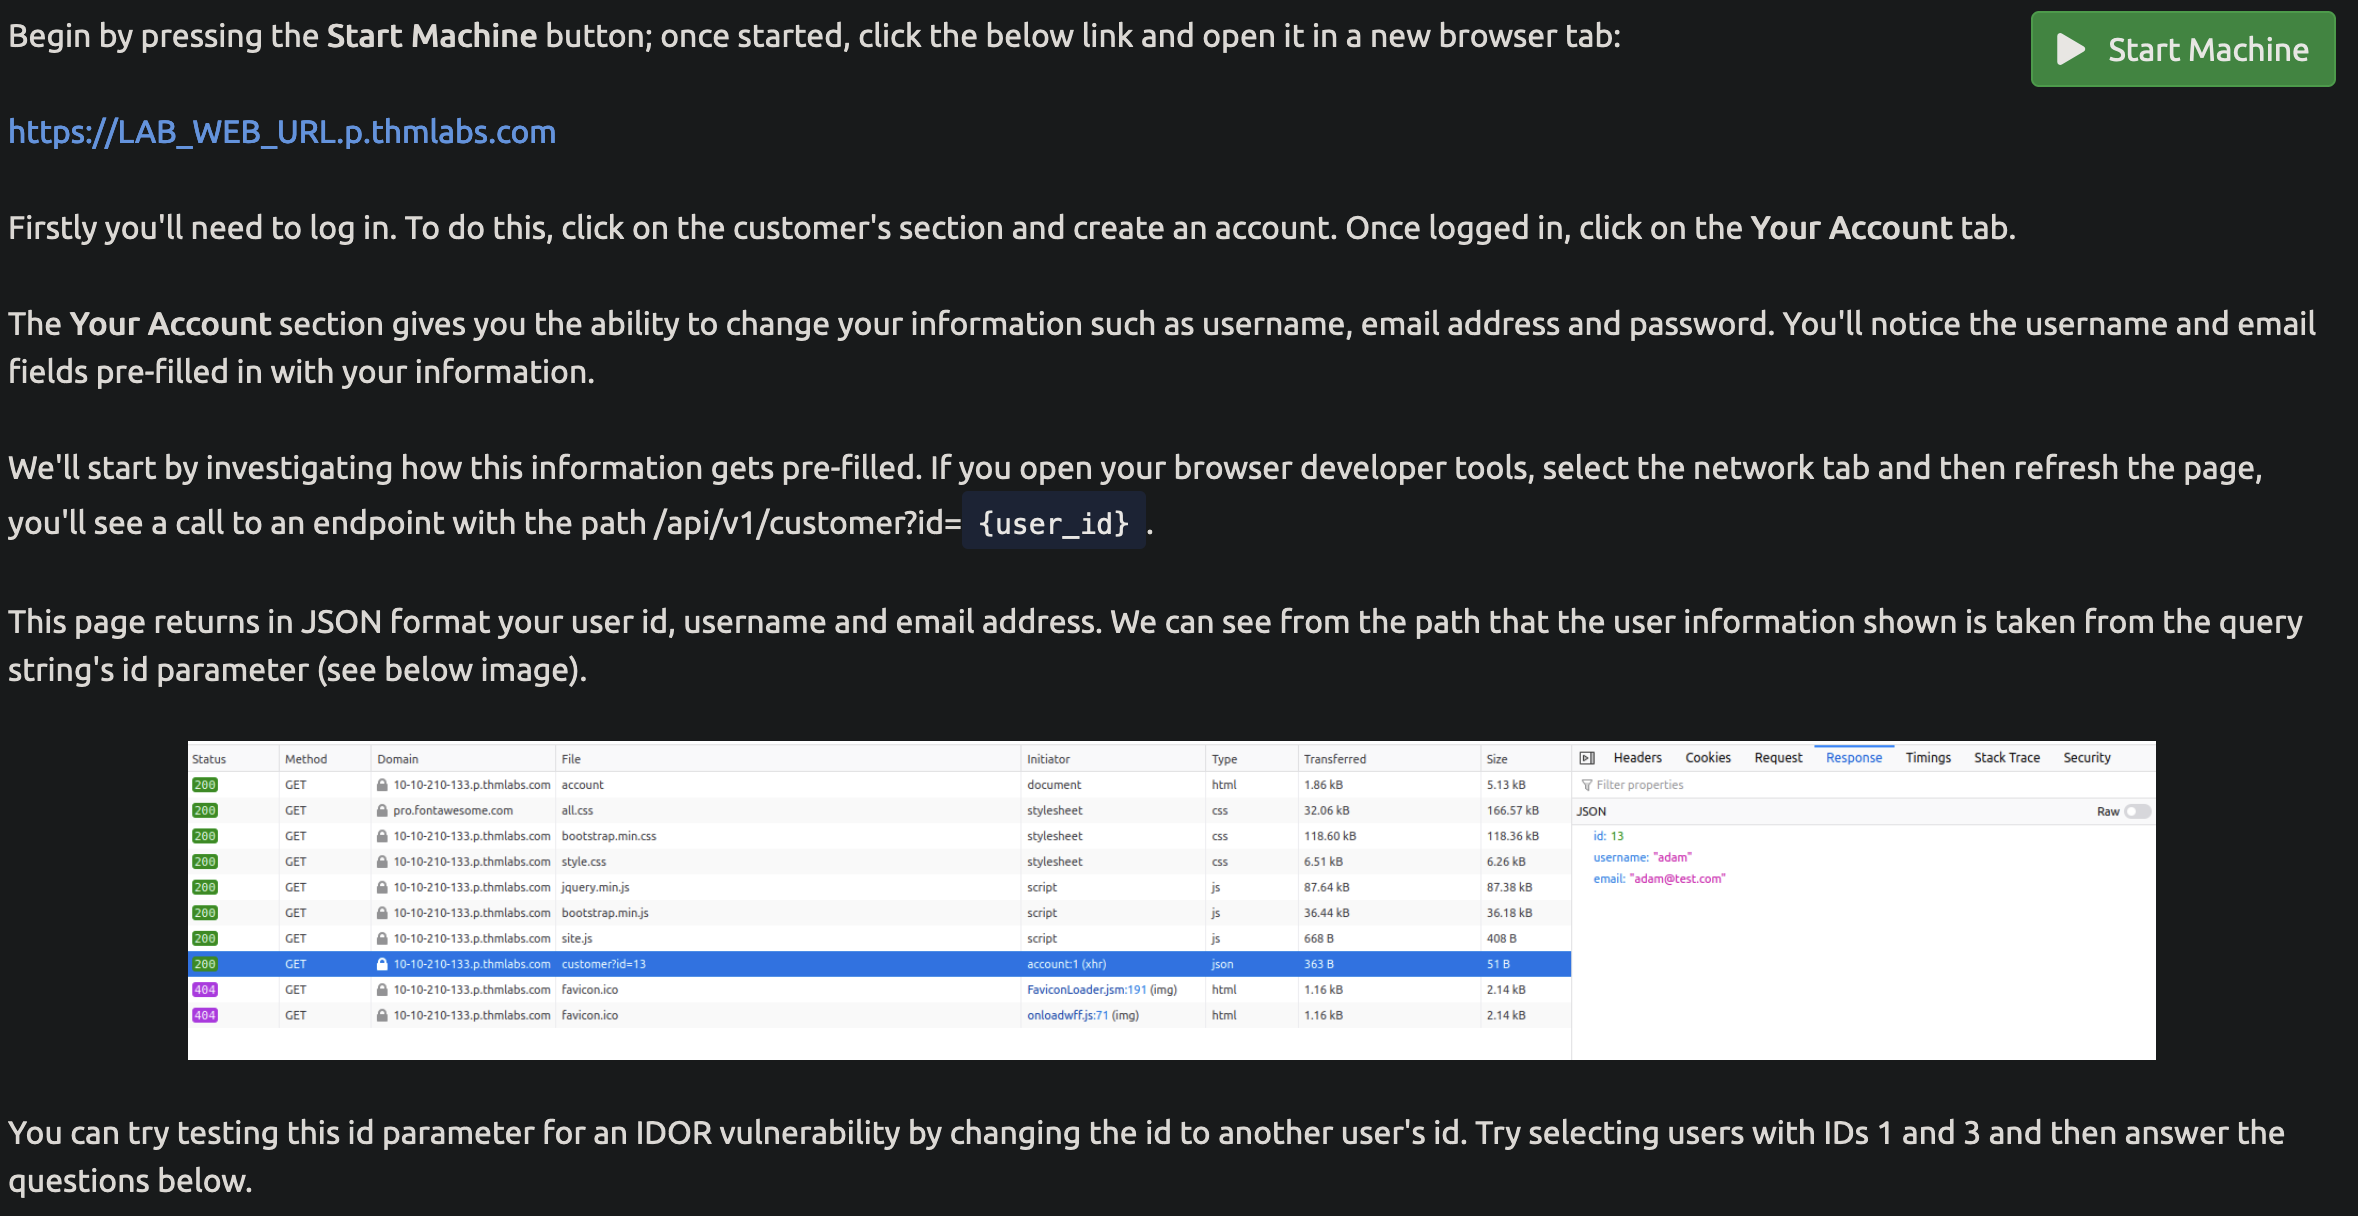 Begin by pressing the Start Machine button; once started, click the below link and open it in a new browser tab:
Start Machine
https://LAB_WEB_URL.p.thmlabs.com
Firstly you'll need to log in. To do this, click on the customer's section and create an account. Once logged in, click on the Your Account tab.
The Your Account section gives you the ability to change your information such as username, email address and password. You'll notice the username and email
fields pre-filled in with your information.
We'll start by investigating how this information gets pre-filled. If you open your browser developer tools, select the network tab and then refresh the page,
you'll see a call to an endpoint with the path /api/v1/customer?id= {user_id} .
This page returns in JSON format your user id, username and email address. We can see from the path that the user information shown is taken from the query
string's id parameter (see below image).
Status Method Domain File Initiator Type Transferred Size
200 GET 10-10-210-133.p.thmlabs.com account document html 1.86 kB 5.13 kB
200 GET pro.fontawesome.com all.css stylesheet css 32.06 kB 166.57 kB
200 GET 10-10-210-133.p.thmlabs.com bootstrap.min.css stylesheet css 118.60 kB 118.36 kB
200 GET 10-10-210-133.p.thmlabs.com style.css stylesheet css 6.51 kB 6.26 kB
200 GET 10-10-210-133.p.thmlabs.com jquery.min.js script js 87.64 kB 87.38 kB
200 GET 10-10-210-133.p.thmlabs.com bootstrap.min.js script js 36.44 kB 36.18 kB
200 GET 10-10-210-133.p.thmlabs.com site.js script js 668 B 408 B
200 GET 10-10-210-133.p.thmlabs.com customer?id=13 account:1 (xhr) json 363 B 51 B
404 GET 10-10-210-133.p.thmlabs.com favicon.ico FaviconLoader.jsm:191 (img) html 1.16 kB 2.14 kB
404 GET 10-10-210-133.p.thmlabs.com favicon.ico onloadwff.js:71 (img) html 1.16 kB 2.14 kB
Headers Cookies Request Response Timings Stack Trace Security
Filter properties
JSON Raw
id: 13
username: "adam"
email: "adam@test.com"
You can try testing this id parameter for an IDOR vulnerability by changing the id to another user's id. Try selecting users with IDs 1 and 3 and then answer the
questions below.